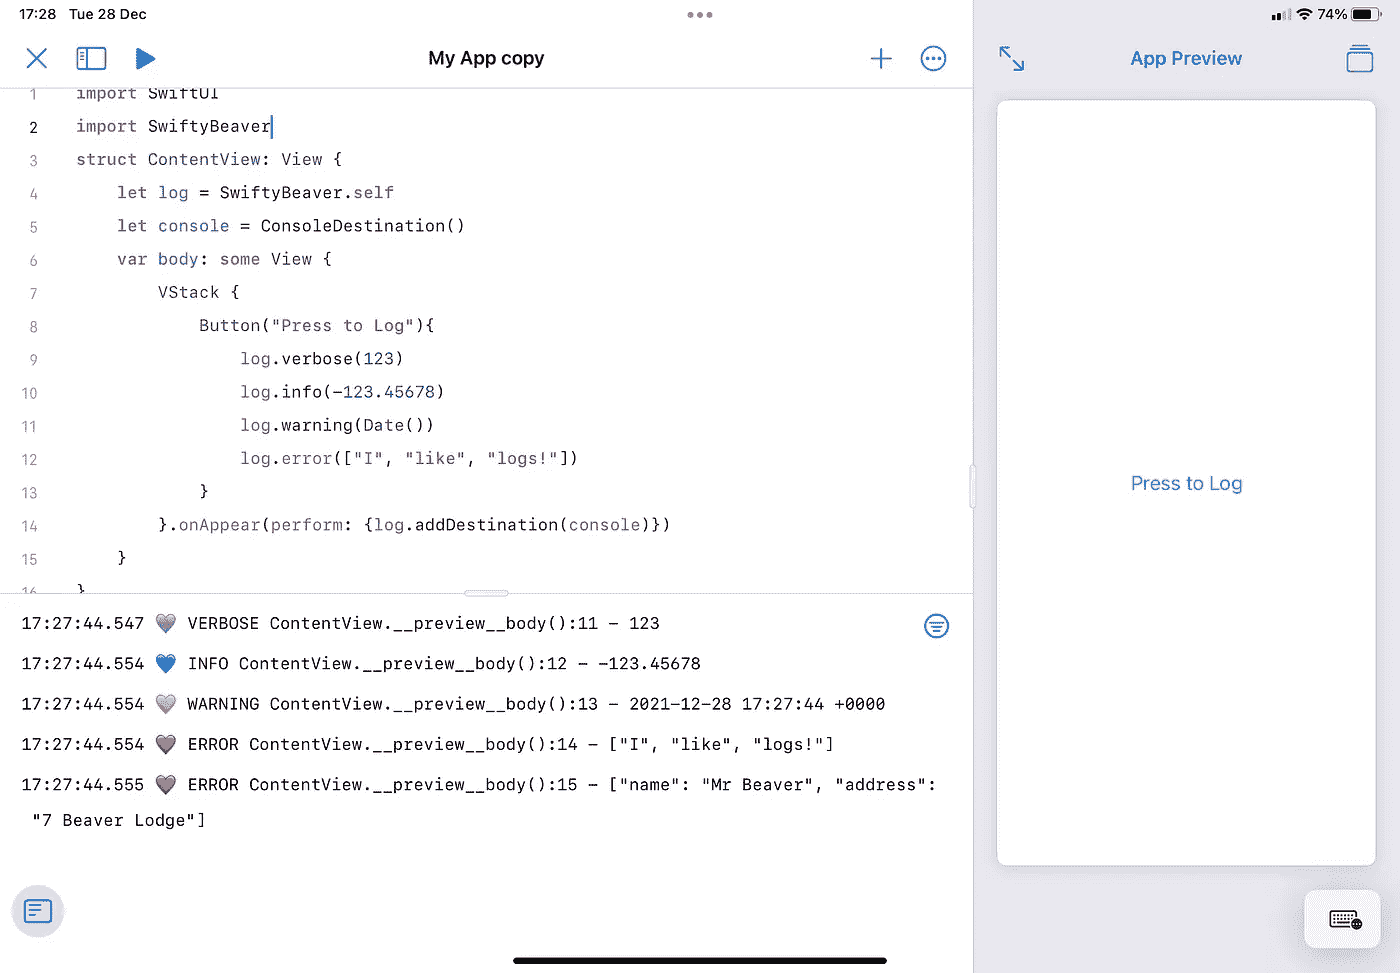 17:28 Tue 28 Dec
74%
My App copy
App Preview
1 import SwiftUI
2 import SwiftyBeaver
3 struct ContentView: View {
4 let log = SwiftyBeaver.self
5 let console = ConsoleDestination()
6 var body: some View {
7 VStack {
8 Button("Press to Log"){
9 log.verbose(123)
10 log.info(-123.45678)
11 log.warning(Date())
12 log.error(["I", "like", "logs!"])
13 }
14 }.onAppear(perform: {log.addDestination(console)})
15 }
16 }
Press to Log
17:27:44.547 🩶 VERBOSE ContentView.__preview__body():11 - 123
17:27:44.554 💙 INFO ContentView.__preview__body():12 - -123.45678
17:27:44.554 🩶 WARNING ContentView.__preview__body():13 - 2021-12-28 17:27:44 +0000
17:27:44.554 🖤 ERROR ContentView.__preview__body():14 - ["I", "like", "logs!"]
17:27:44.555 🖤 ERROR ContentView.__preview__body():15 - ["name": "Mr Beaver", "address":
"7 Beaver Lodge"]